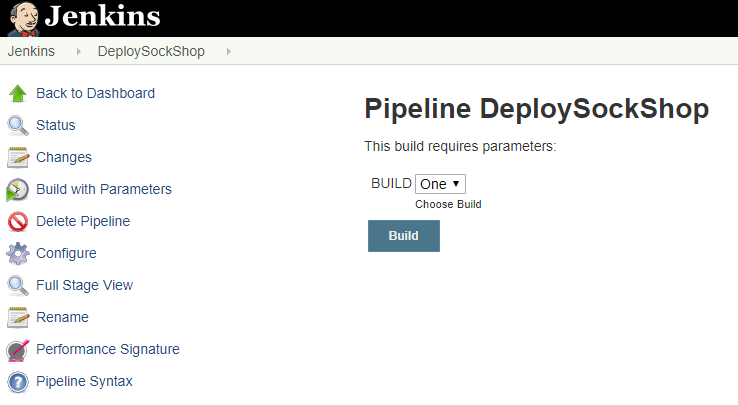 Jenkins
Jenkins DeploySockShop
Back to Dashboard
Status
Changes
Build with Parameters
Delete Pipeline
Configure
Full Stage View
Rename
Performance Signature
Pipeline Syntax
Pipeline DeploySockShop
This build requires parameters:
BUILD One
Choose Build
Build